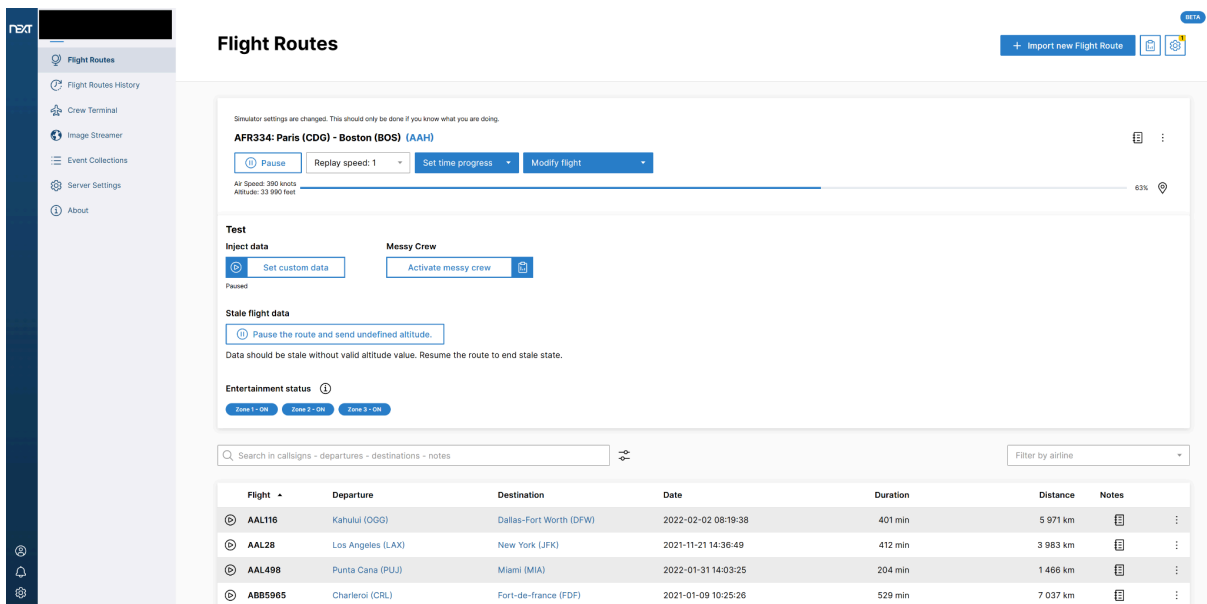 BETA
NEXT
Flight Routes
Import new Flight Route
1
Flight Routes
Flight Routes History
Crew Terminal
Image Streamer
Event Collections
Server Settings
About
Simulator settings are changed. This should only be done if you know what you are doing.
AFR334: Paris (CDG) - Boston (BOS) (AAH)
Pause Replay speed: 1 Set time progress Modify flight
Air Speed: 390 knots
Altitude: 33 990 feet
63%
Test
Inject data Messy Crew
Set custom data Activate messy crew
Paused
Stale flight data
Pause the route and send undefined altitude.
Data should be stale without valid altitude value. Resume the route to end stale state.
Entertainment status
Zone 1 - ON Zone 2 - ON Zone 3 - ON
Search in callsigns - departures - destinations - notes Filter by airline
Flight Departure Destination Date Duration Distance Notes
AAL116 Kahului (OGG) Dallas-Fort Worth (DFW) 2022-02-02 08:19:38 401 min 5 971 km
AAL28 Los Angeles (LAX) New York (JFK) 2021-11-21 14:36:49 412 min 3 983 km
AAL498 Punta Cana (PUJ) Miami (MIA) 2022-01-31 14:03:25 204 min 1 466 km
ABB5965 Charleroi (CRL) Fort-de-france (FDF) 2021-01-09 10:25:26 529 min 7 037 km